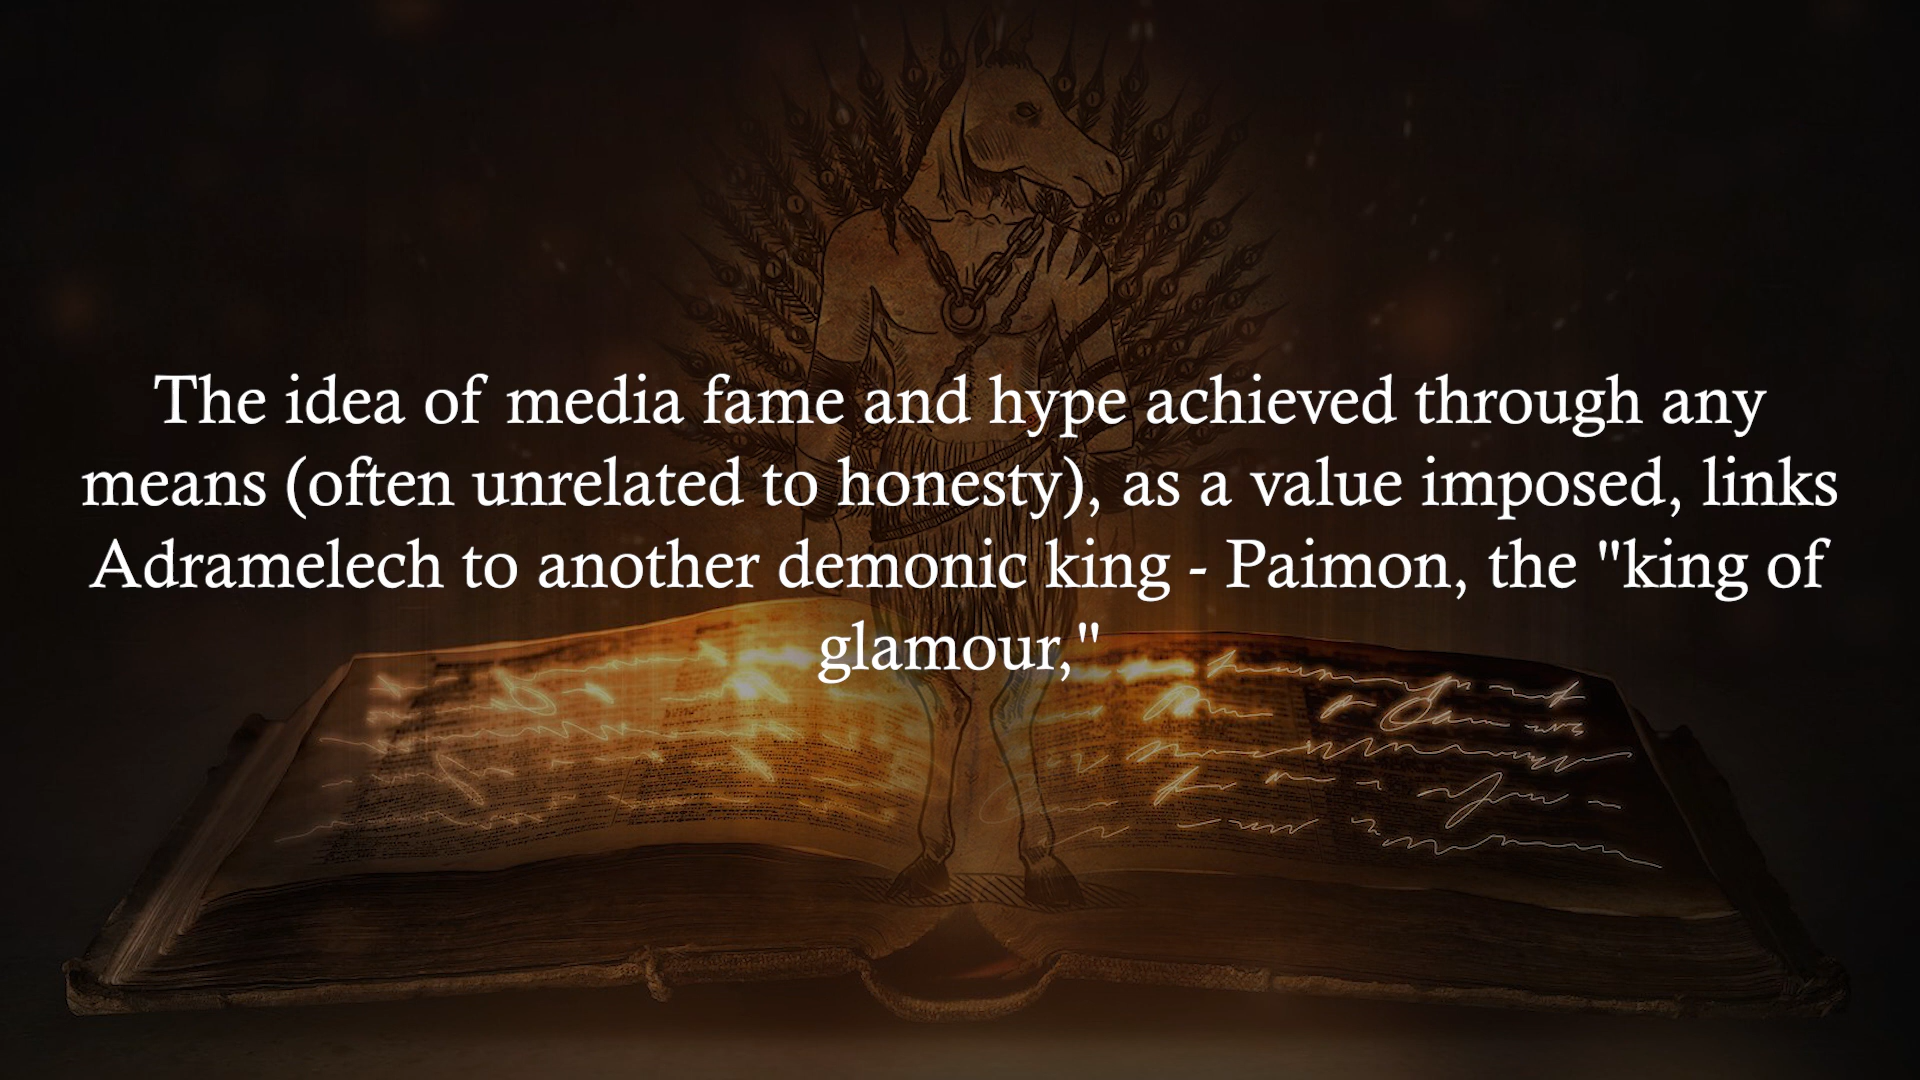 The idea of media fame and hype achieved through any
means (often unrelated to honesty), as a value imposed, links
Adramelech to another demonic king - Paimon, the "king of
glamour,"